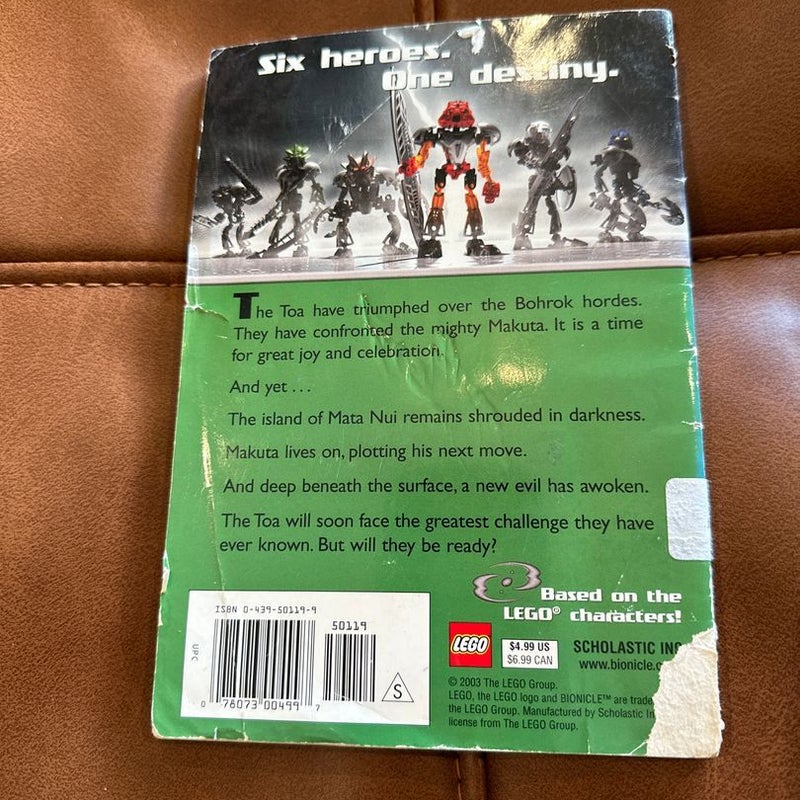 Six heroes.
One destiny.
The Toa have triumphed over the Bohrok hordes.
They have confronted the mighty Makuta. It is a time
for great joy and celebration.
And yet . . .
The island of Mata Nui remains shrouded in darkness.
Makuta lives on, plotting his next move.
And deep beneath the surface, a new evil has awoken.
The Toa will soon face the greatest challenge they have
ever known. But will they be ready?
Based on the
LEGO® characters!
ISBN 0-439-50119-9
50119
UPC
0 78073 00499 7
S
LEGO
$4.99 US
$6.99 CAN
SCHOLASTIC INC
www.bionicle.c
© 2003 The LEGO Group.
LEGO, the LEGO logo and BIONICLE™ are trade
the LEGO Group. Manufactured by Scholastic In
license from The LEGO Group.